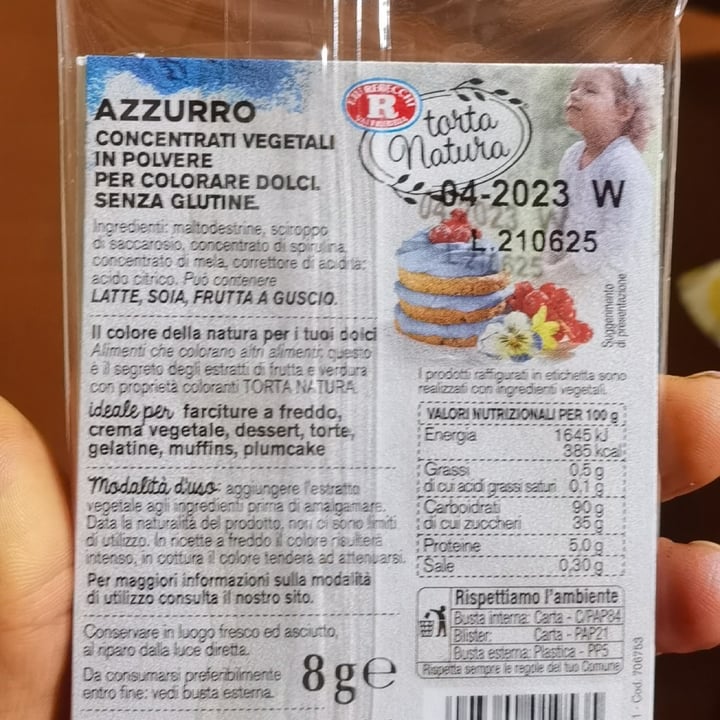 AZZURRO
CONCENTRATI VEGETALI
IN POLVERE
PER COLORARE DOLCI.
SENZA GLUTINE.
Ingredienti: maltodestrine, sciroppo
di saccarosio, concentrato di spirulina,
concentrato di mela, correttore di acidità:
acido citrico. Può contenere
LATTE, SOIA, FRUTTA A GUSCIO.
Il colore della natura per i tuoi dolci
Alimenti che colorano altri alimenti: questo
è il segreto degli estratti di frutta e verdura
con proprietà coloranti TORTA NATURA.
ideale per farciture a freddo,
crema vegetale, dessert, torte,
gelatine, muffins, plumcake
Modalità d'uso: aggiungere l'estratto
vegetale agli ingredienti prima di amalgamare.
Data la naturalità del prodotto, non ci sono limiti
di utilizzo. In ricette a freddo il colore risulterà
intenso, in cottura il colore tenderà ad attenuarsi.
Per maggiori informazioni sulla modalità
di utilizzo consulta il nostro sito.
Conservare in luogo fresco ed asciutto,
al riparo dalla luce diretta.
Da consumarsi preferibilmente
entro fine: vedi busta esterna.
8 g e
REBECCHI
R
torta
Natura
04-2023 W
L.210625
Suggerimento
di presentazione
I prodotti raffigurati in etichetta sono
realizzati con ingredienti vegetali.
VALORI NUTRIZIONALI PER 100 g
Energia 1645 kJ
385 kcal
Grassi 0,5 g
di cui acidi grassi saturi 0,1 g
Carboidrati 90 g
di cui zuccheri 35 g
Proteine 5,0 g
Sale 0,30 g
Rispettiamo l'ambiente
Busta interna: Carta - C/PAP84
Blister: Carta - PAP21
Busta esterna: Plastica - PP5
Rispetta sempre le regole del tuo Comune
Cod. 706753